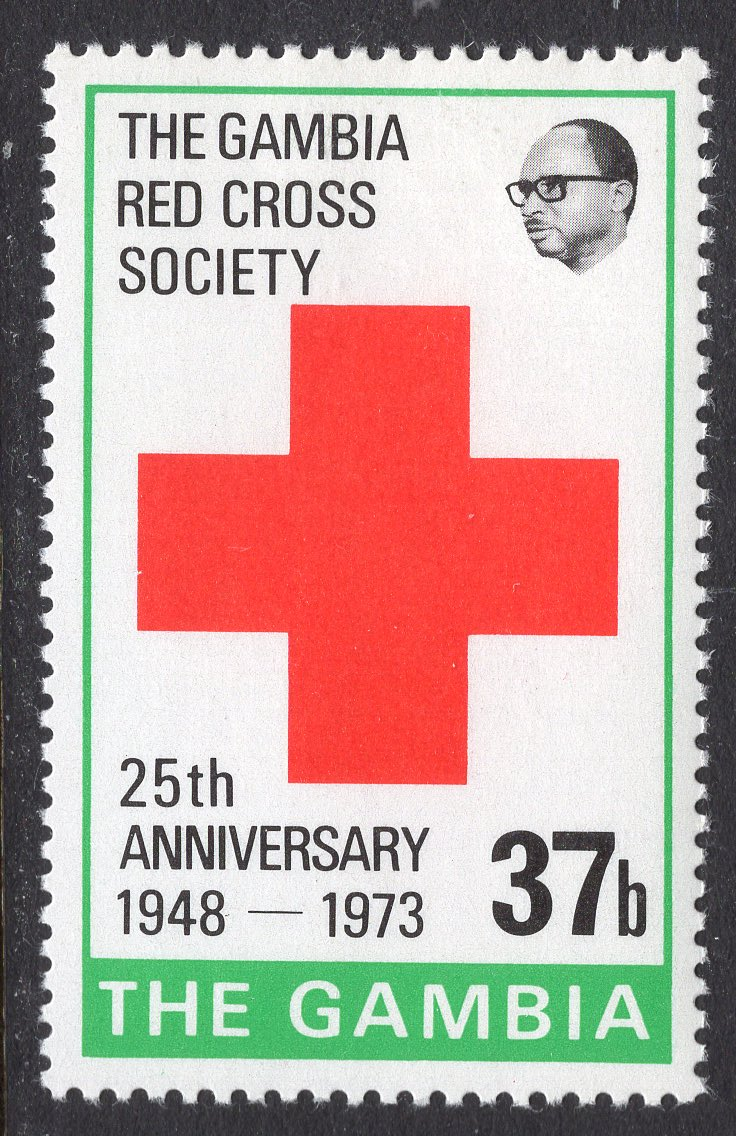 THE GAMBIA
RED CROSS
SOCIETY
25th
ANNIVERSARY
1948 — 1973
37b
THE GAMBIA